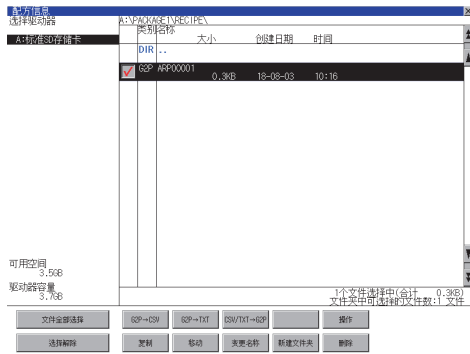 配方信息
选择驱动器
A:\PACKAGE1\RECIPE\
A:标准SD存储卡
类别 名称
大小 创建日期 时间
DIR ..
G2P ARP00001
0.3KB 18-08-03 10:16
可用空间
3.5GB
驱动器容量
3.7GB
1个文件选择中(合计 0.3KB)
文件夹中可选择的文件数:1 文件
文件全部选择 G2P→CSV G2P→TXT CSV/TXT→G2P 操作
选择解除 复制 移动 变更名称 新建文件夹 删除